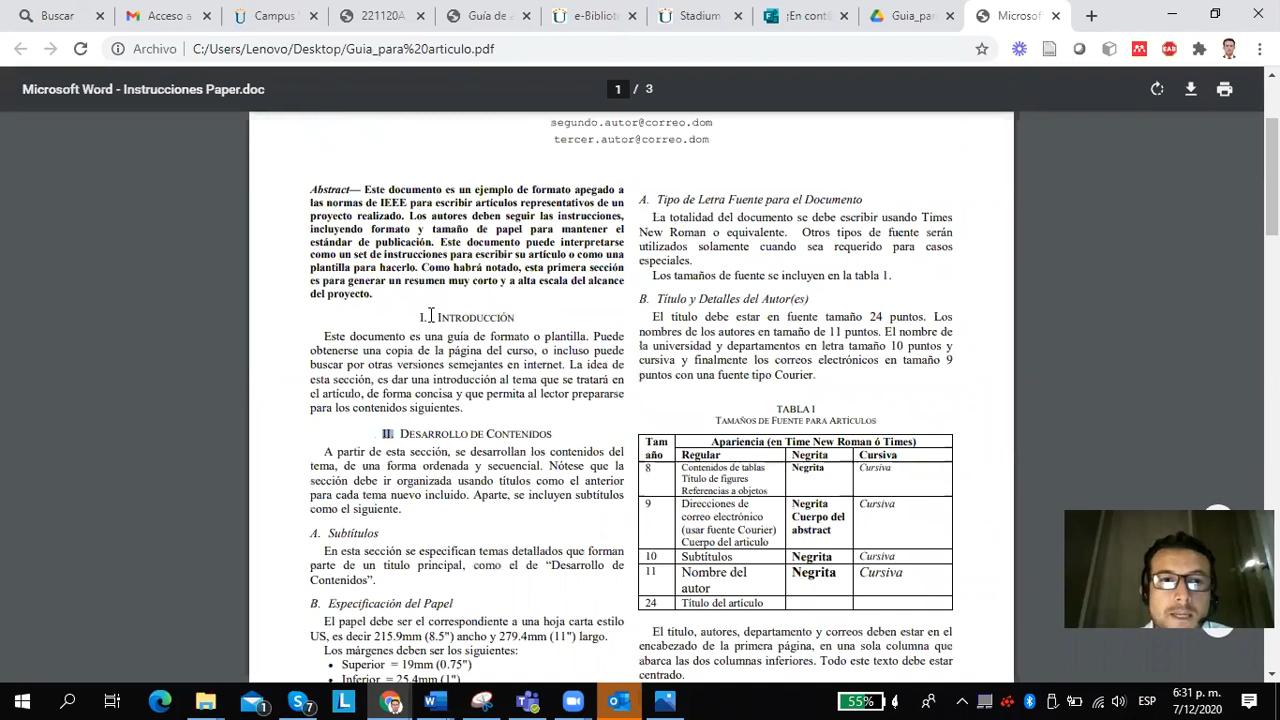 Buscar
Acceso a
Campus
221120A
Guía de
e-Bibliote
Stadium
¡En conti
Guia_par
Microsof
Archivo
C:/Users/Lenovo/Desktop/Guia_para%20articulo.pdf
Microsoft Word - Instrucciones Paper.doc
1 / 3
segundo.autor@correo.dom
tercer.autor@correo.dom
Abstract— Este documento es un ejemplo de formato apegado a
las normas de IEEE para escribir artículos representativos de un
proyecto realizado. Los autores deben seguir las instrucciones,
incluyendo formato y tamaño de papel para mantener el
estándar de publicación. Este documento puede interpretarse
como un set de instrucciones para escribir su artículo o como una
plantilla para hacerlo. Como habrá notado, esta primera sección
es para generar un resumen muy corto y a alta escala del alcance
del proyecto.
I. INTRODUCCIÓN
Este documento es una guía de formato o plantilla. Puede
obtenerse una copia de la página del curso, o incluso puede
buscar por otras versiones semejantes en internet. La idea de
esta sección, es dar una introducción al tema que se tratará en
el artículo, de forma concisa y que permita al lector prepararse
para los contenidos siguientes.
II. DESARROLLO DE CONTENIDOS
A partir de esta sección, se desarrollan los contenidos del
tema, de una forma ordenada y secuencial. Nótese que la
sección debe ir organizada usando títulos como el anterior
para cada tema nuevo incluido. Aparte, se incluyen subtítulos
como el siguiente.
A. Subtítulos
En esta sección se especifican temas detallados que forman
parte de un título principal, como el de “Desarrollo de
Contenidos”.
B. Especificación del Papel
El papel debe ser el correspondiente a una hoja carta estilo
US, es decir 215.9mm (8.5") ancho y 279.4mm (11") largo.
Los márgenes deben ser los siguientes:
• Superior = 19mm (0.75")
• Inferior = 25.4mm (1")
A. Tipo de Letra Fuente para el Documento
La totalidad del documento se debe escribir usando Times
New Roman o equivalente. Otros tipos de fuente serán
utilizados solamente cuando sea requerido para casos
especiales.
Los tamaños de fuente se incluyen en la tabla 1.
B. Título y Detalles del Autor(es)
El título debe estar en fuente tamaño 24 puntos. Los
nombres de los autores en tamaño de 11 puntos. El nombre de
la universidad y departamentos en letra tamaño 10 puntos y
cursiva y finalmente los correos electrónicos en tamaño 9
puntos con una fuente tipo Courier.
TABLA I
TAMAÑOS DE FUENTE PARA ARTÍCULOS
Tam Apariencia (en Time New Roman ó Times)
año Regular Negrita Cursiva
8 Contenidos de tablas Negrita Cursiva
Título de figures
Referencias a objetos
9 Direcciones de Negrita Cursiva
correo electrónico Cuerpo del
(usar fuente Courier) abstract
Cuerpo del articulo
10 Subtítulos Negrita Cursiva
11 Nombre del Negrita Cursiva
autor
24 Título del artículo
El título, autores, departamento y correos deben estar en el
encabezado de la primera página, en una sola columna que
abarca las dos columnas inferiores. Todo este texto debe estar
centrado.
55%
ESP
6:31 p. m.
7/12/2020